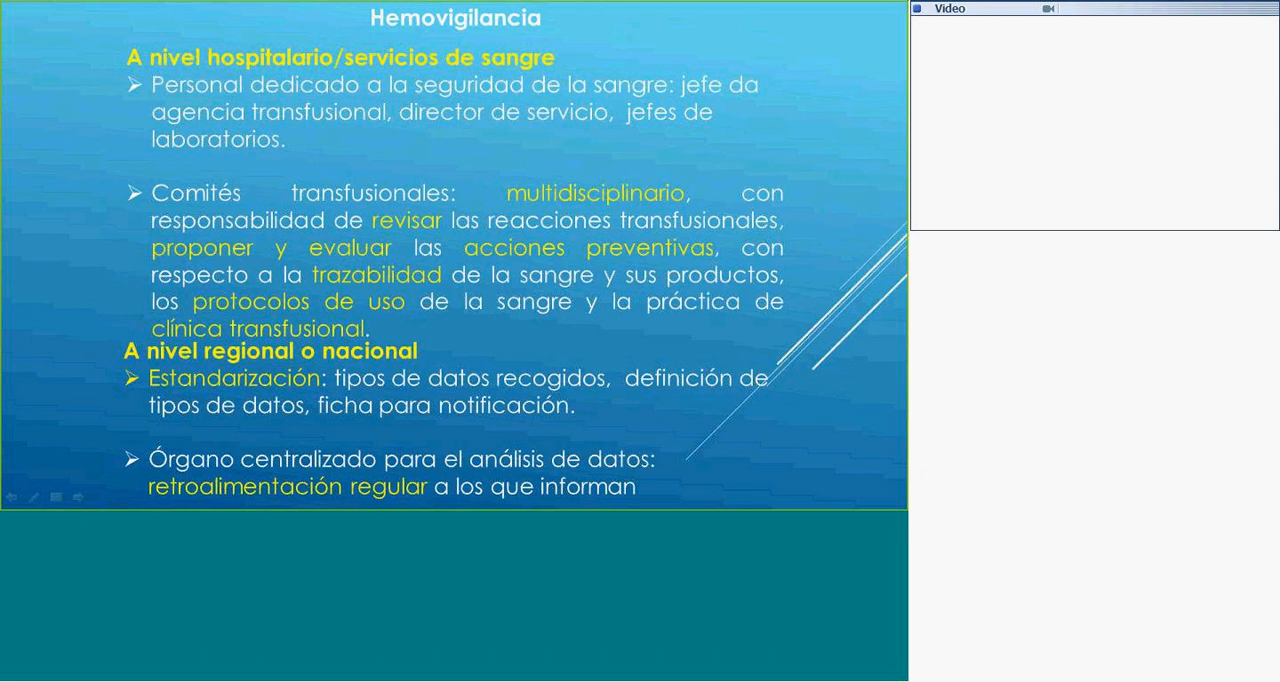 Hemovigilancia
Video
A nivel hospitalario/servicios de sangre
➢ Personal dedicado a la seguridad de la sangre: jefe da
agencia transfusional, director de servicio, jefes de
laboratorios.
➢ Comités transfusionales: multidisciplinario, con
responsabilidad de revisar las reacciones transfusionales,
proponer y evaluar las acciones preventivas, con
respecto a la trazabilidad de la sangre y sus productos,
los protocolos de uso de la sangre y la práctica de
clínica transfusional.
A nivel regional o nacional
➢ Estandarización: tipos de datos recogidos, definición de
tipos de datos, ficha para notificación.
➢ Órgano centralizado para el análisis de datos:
retroalimentación regular a los que informan